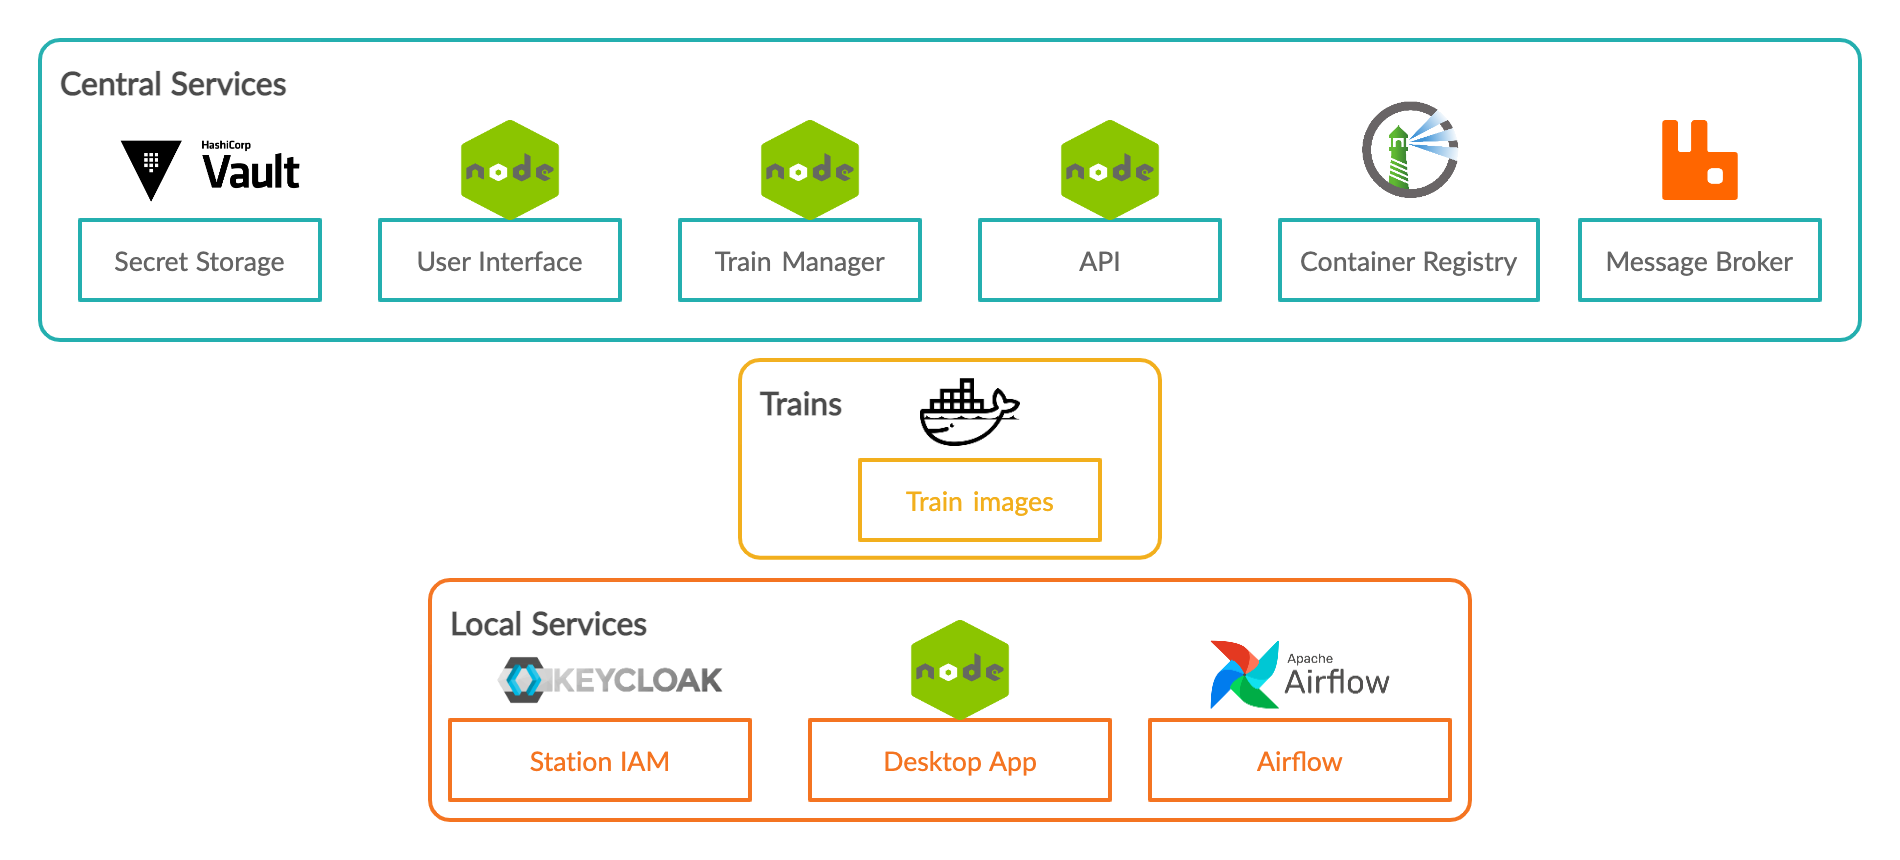 Central Services
HashiCorp
Vault
node
node
node
Secret Storage
User Interface
Train Manager
API
Container Registry
Message Broker
Trains
Train images
Local Services
KEYCLOAK
node
Apache
Airflow
Station IAM
Desktop App
Airflow